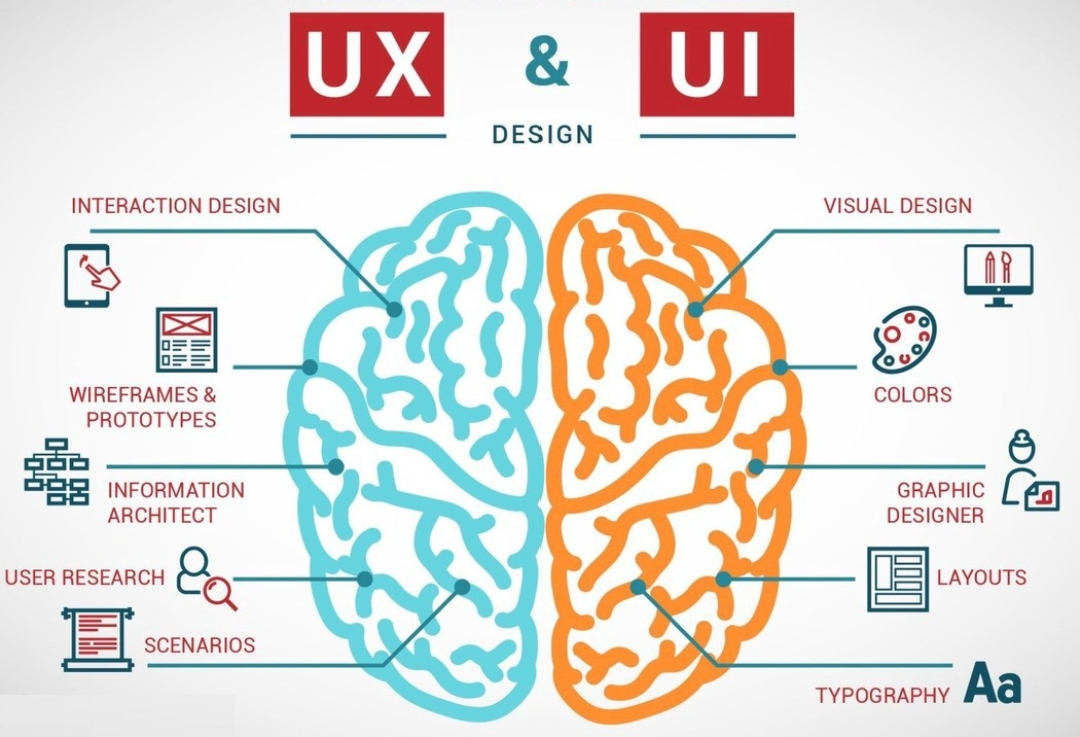 UX & UI
DESIGN
INTERACTION DESIGN
WIREFRAMES &
PROTOTYPES
INFORMATION
ARCHITECT
USER RESEARCH
SCENARIOS
VISUAL DESIGN
COLORS
GRAPHIC
DESIGNER
LAYOUTS
TYPOGRAPHY Aa